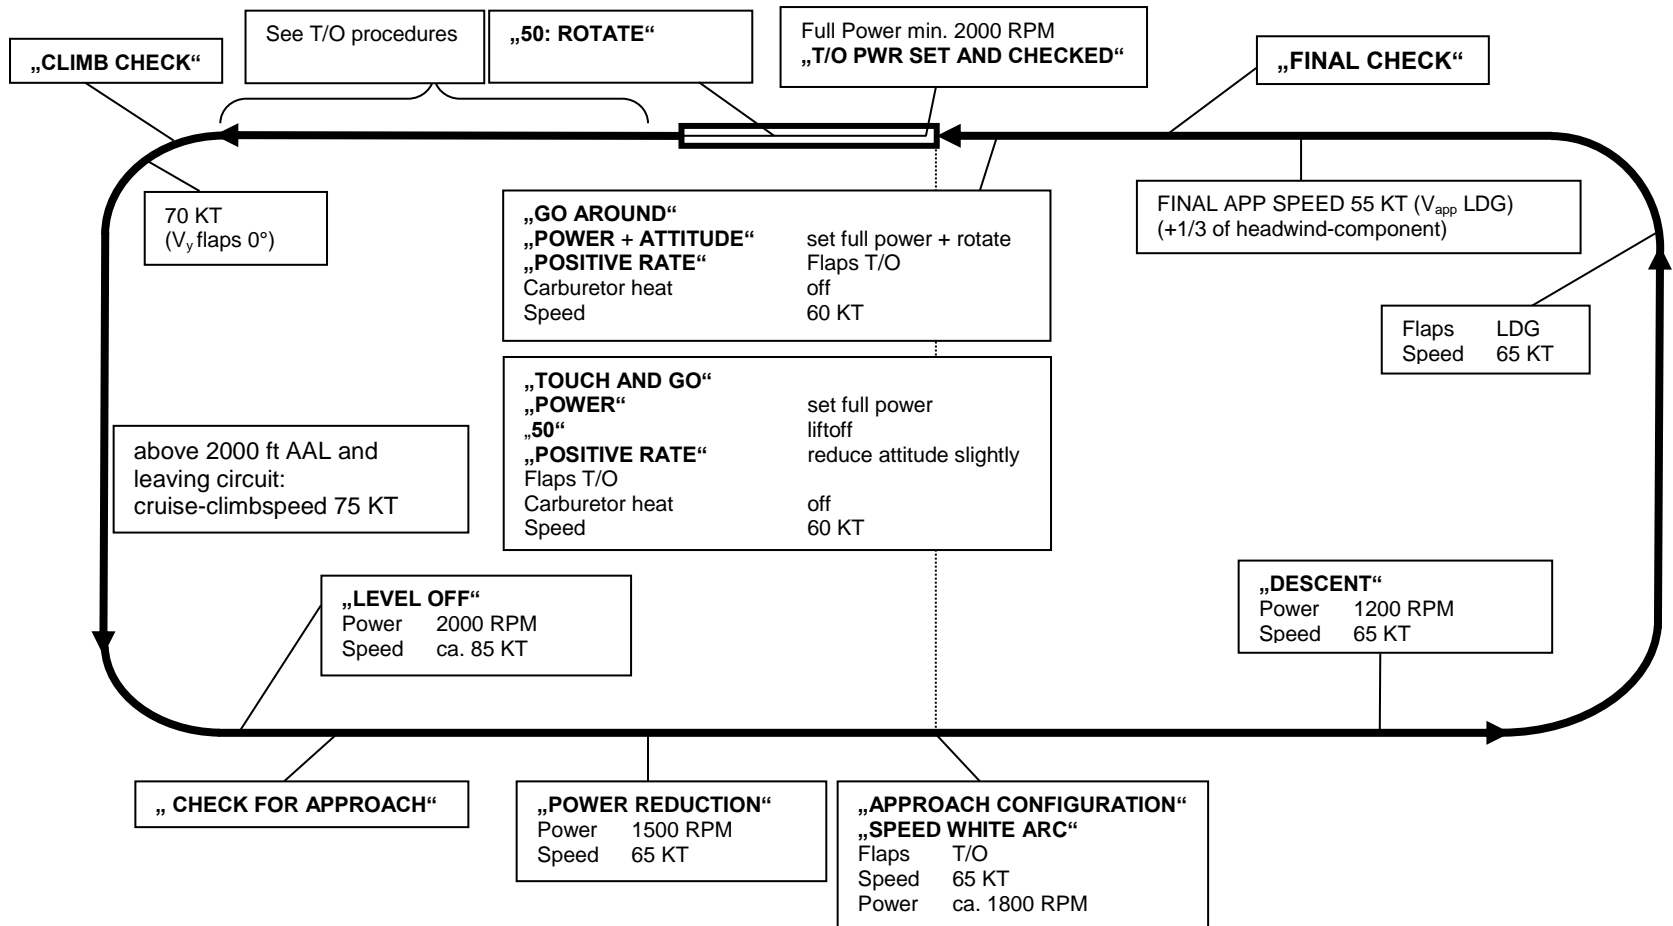 „CLIMB CHECK“
See T/O procedures
„50: ROTATE“
Full Power min. 2000 RPM
„T/O PWR SET AND CHECKED“
„FINAL CHECK“
70 KT
(Vy flaps 0°)
„GO AROUND“
„POWER + ATTITUDE“ set full power + rotate
„POSITIVE RATE“ Flaps T/O
Carburetor heat off
Speed 60 KT
FINAL APP SPEED 55 KT (Vapp LDG)
(+1/3 of headwind-component)
Flaps LDG
Speed 65 KT
„TOUCH AND GO“
„POWER“ set full power
„50“ liftoff
„POSITIVE RATE“ reduce attitude slightly
Flaps T/O
Carburetor heat off
Speed 60 KT
above 2000 ft AAL and
leaving circuit:
cruise-climbspeed 75 KT
„LEVEL OFF“
Power 2000 RPM
Speed ca. 85 KT
„DESCENT“
Power 1200 RPM
Speed 65 KT
„ CHECK FOR APPROACH“
„POWER REDUCTION“
Power 1500 RPM
Speed 65 KT
„APPROACH CONFIGURATION“
„SPEED WHITE ARC“
Flaps T/O
Speed 65 KT
Power ca. 1800 RPM